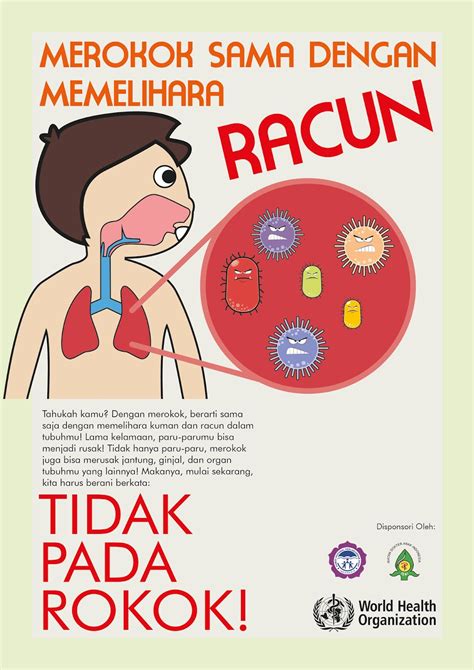 MEROKOK SAMA DENGAN
MEMELIHARA
RACUN
Tahukah kamu? Dengan merokok, berarti sama
saja dengan memelihara kuman dan racun dalam
tubuhmu! Lama kelamaan, paru-parumu bisa
menjadi rusak! Tidak hanya paru-paru, merokok
juga bisa merusak jantung, ginjal, dan organ
tubuhmu yang lainnya! Makanya, mulai sekarang,
kita harus berani berkata:
TIDAK
PADA
ROKOK!
Disponsori Oleh:
World Health
Organization